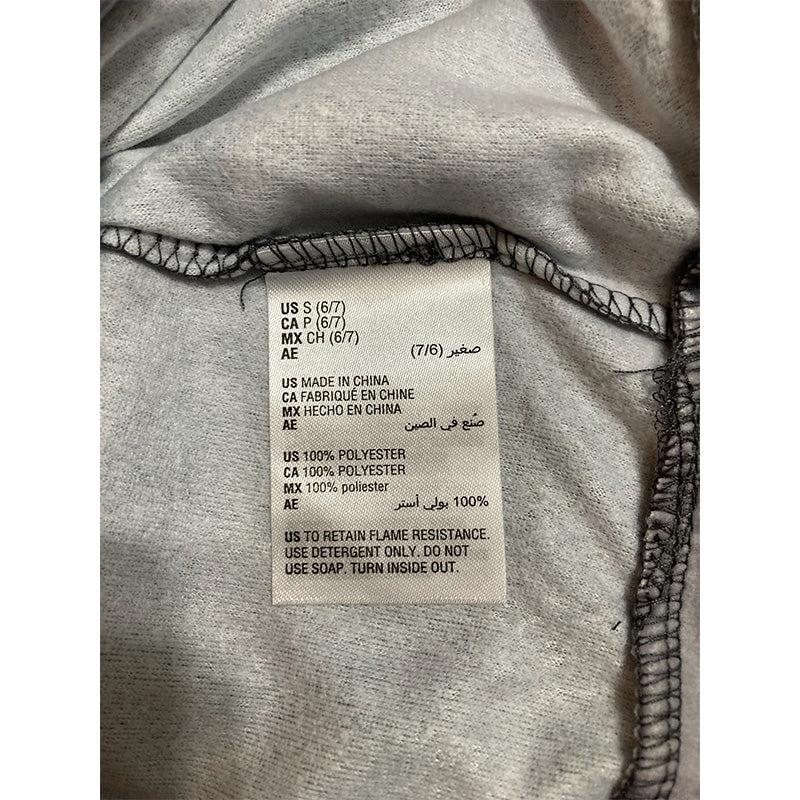 US S (6/7)
CA P (6/7)
MX CH (6/7)
AE صغير (7/6)
US MADE IN CHINA
CA FABRIQUÉ EN CHINE
MX HECHO EN CHINA
AE صُنع في الصين
US 100% POLYESTER
CA 100% POLYESTER
MX 100% poliester
AE 100% بولي أستر
US TO RETAIN FLAME RESISTANCE.
USE DETERGENT ONLY. DO NOT
USE SOAP. TURN INSIDE OUT.